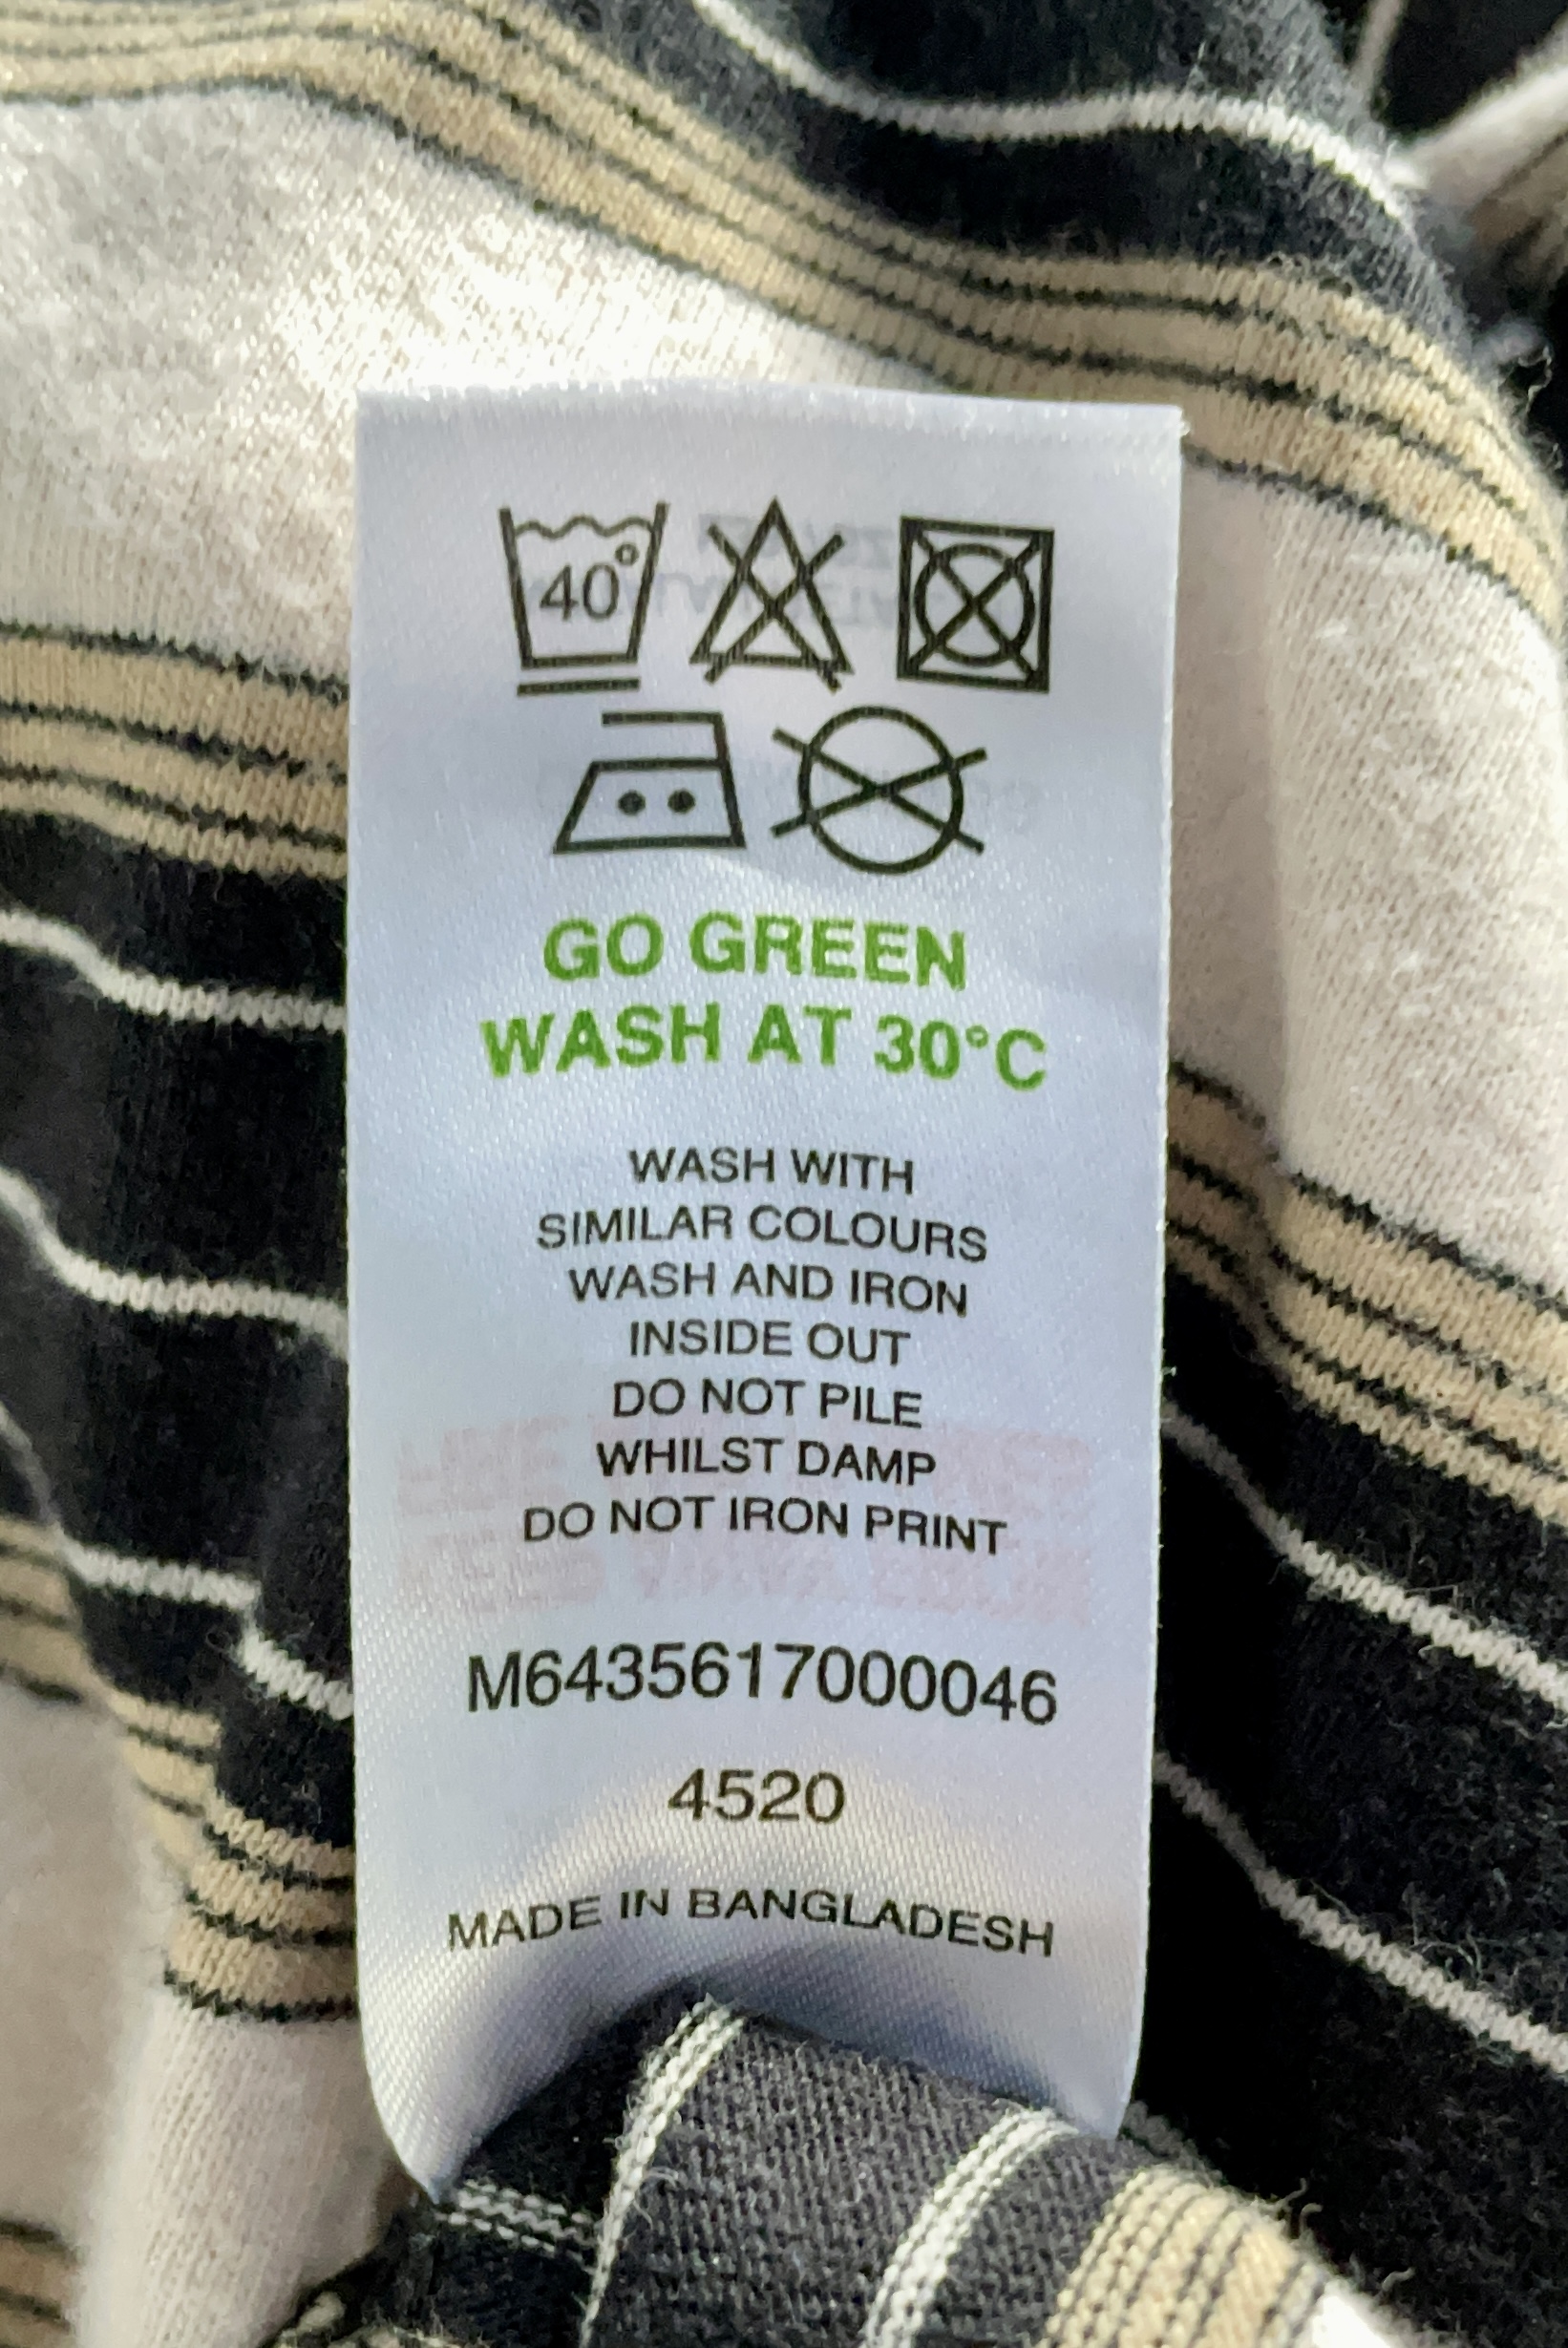 40°
GO GREEN
WASH AT 30°C
WASH WITH
SIMILAR COLOURS
WASH AND IRON
INSIDE OUT
DO NOT PILE
WHILST DAMP
DO NOT IRON PRINT
M6435617000046
4520
MADE IN BANGLADESH